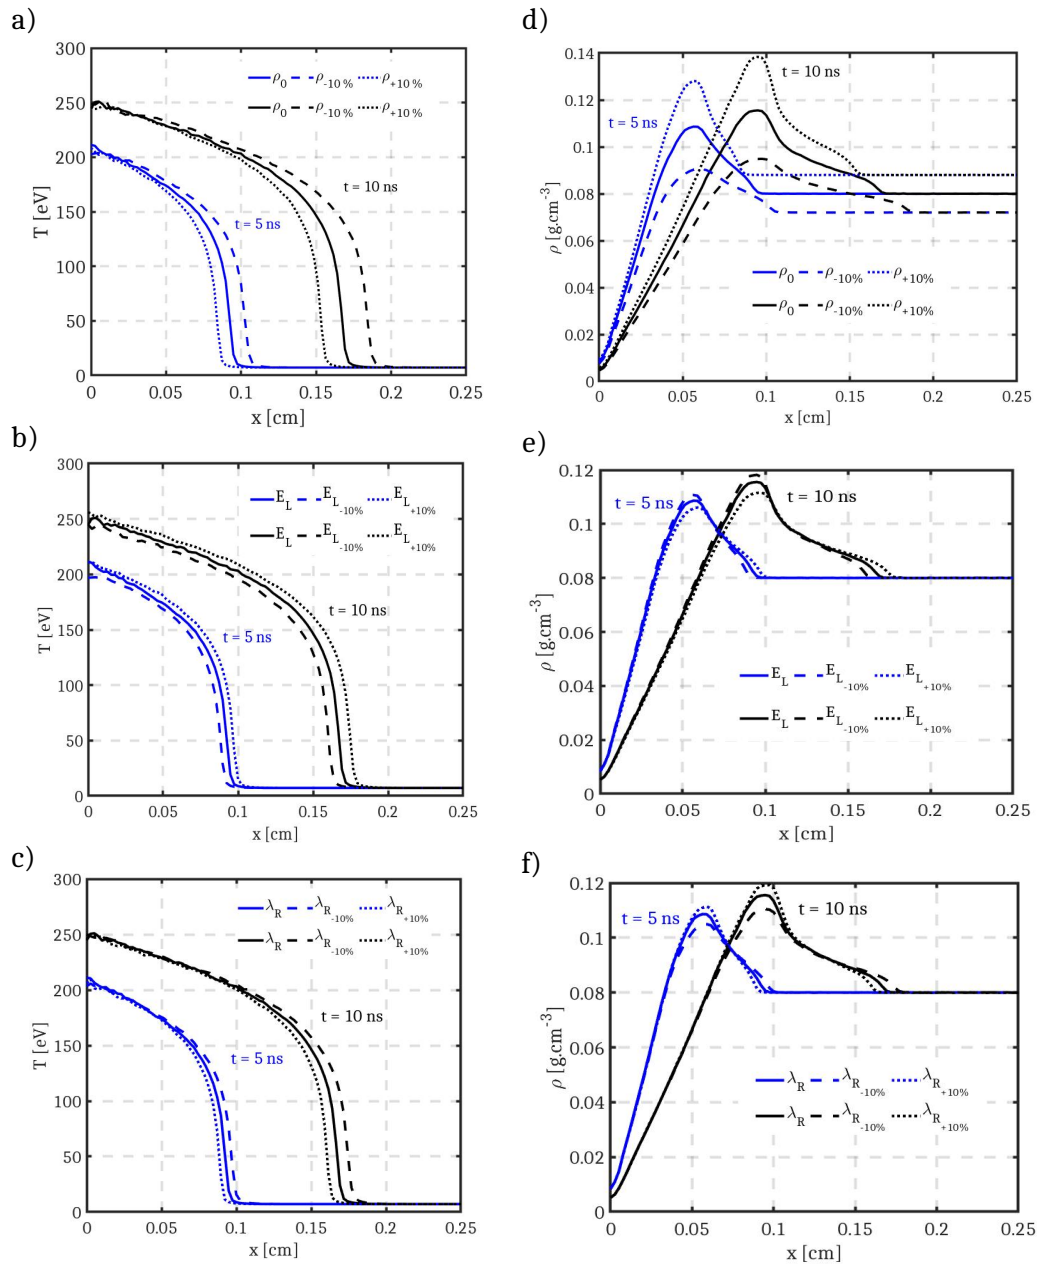 a)
300
250
200
150
100
50
0
T [eV]
ρ0 ρ-10 % ρ+10 %
ρ0 ρ-10 % ρ+10 %
t = 10 ns
t = 5 ns
0 0.05 0.1 0.15 0.2 0.25
x [cm]
d)
0.14
0.12
0.1
0.08
0.06
0.04
0.02
0
ρ [g.cm-3]
t = 10 ns
t = 5 ns
ρ0 ρ-10% ρ+10%
ρ0 ρ-10% ρ+10%
0 0.05 0.1 0.15 0.2 0.25
x [cm]
b)
300
250
200
150
100
50
0
T [eV]
EL EL-10% EL+10%
EL EL-10% EL+10%
t = 10 ns
t = 5 ns
0 0.05 0.1 0.15 0.2 0.25
x [cm]
e)
0.12
0.1
0.08
0.06
0.04
0.02
0
ρ [g.cm-3]
t = 5 ns
t = 10 ns
EL EL-10% EL+10%
EL EL-10% EL+10%
0 0.05 0.1 0.15 0.2 0.25
x [cm]
c)
300
250
200
150
100
50
0
T [eV]
λR λR-10% λR+10%
λR λR-10% λR+10%
t = 10 ns
t = 5 ns
0 0.05 0.1 0.15 0.2 0.25
x [cm]
f)
0.12
0.1
0.08
0.06
0.04
0.02
0
ρ [g.cm-3]
t = 5 ns
t = 10 ns
λR λR-10% λR+10%
λR λR-10% λR+10%
0 0.05 0.1 0.15 0.2 0.25
x [cm]